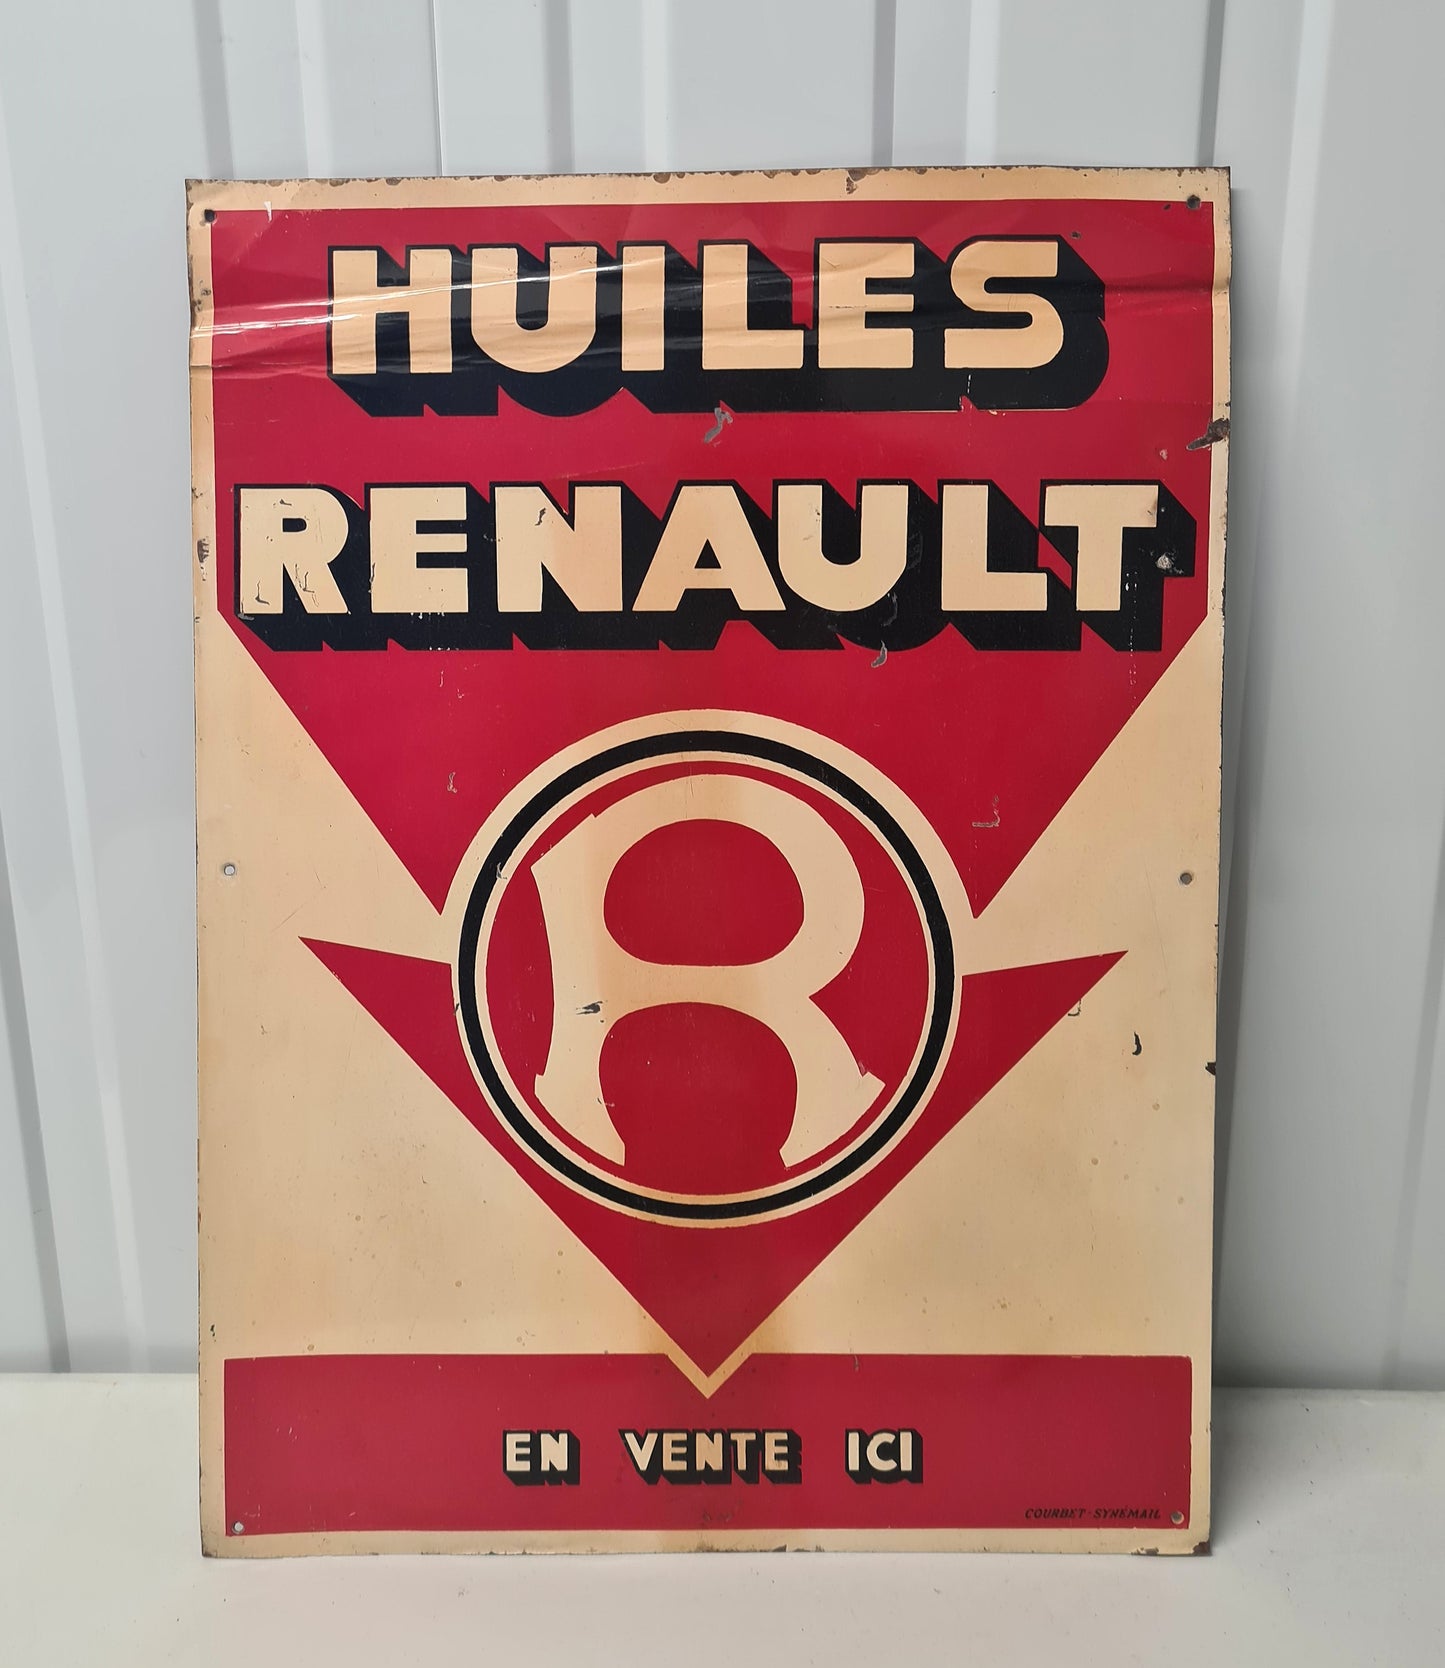 HUILES
RENAULT
R
EN VENTE ICI
COURBET-SYNÉMAIL